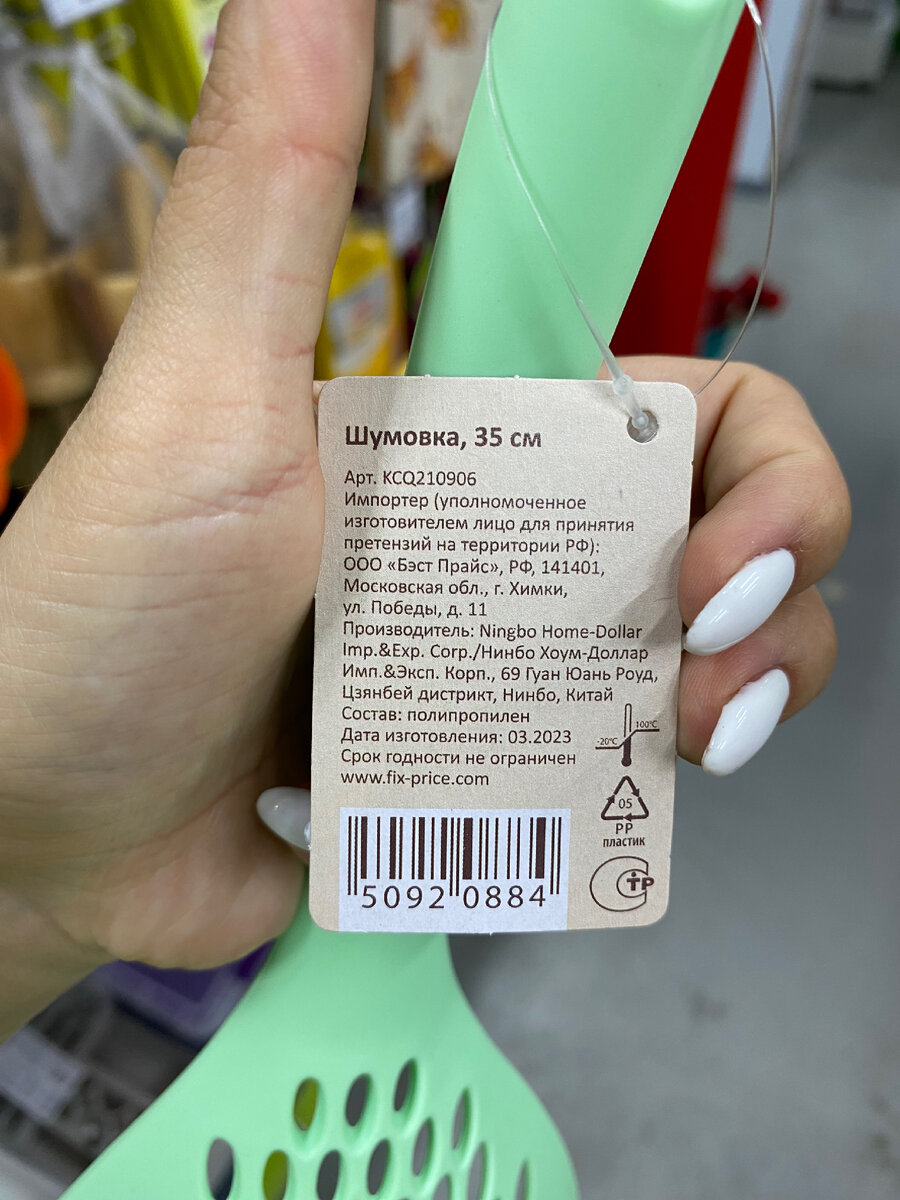 Шумовка, 35 см
Арт. KCQ210906
Импортер (уполномоченное
изготовителем лицо для принятия
претензий на территории РФ):
ООО «Бэст Прайс», РФ, 141401,
Московская обл., г. Химки,
ул. Победы, д. 11
Производитель: Ningbo Home-Dollar
Imp.&Exp. Corp./Нинбо Хоум-Доллар
Имп.&Эксп. Корп., 69 Гуан Юань Роуд,
Цзянбей дистрикт, Нинбо, Китай
Состав: полипропилен
Дата изготовления: 03.2023
Срок годности не ограничен
www.fix-price.com
100°C
-20°C
05
PP
пластик
5092 0884
СТР